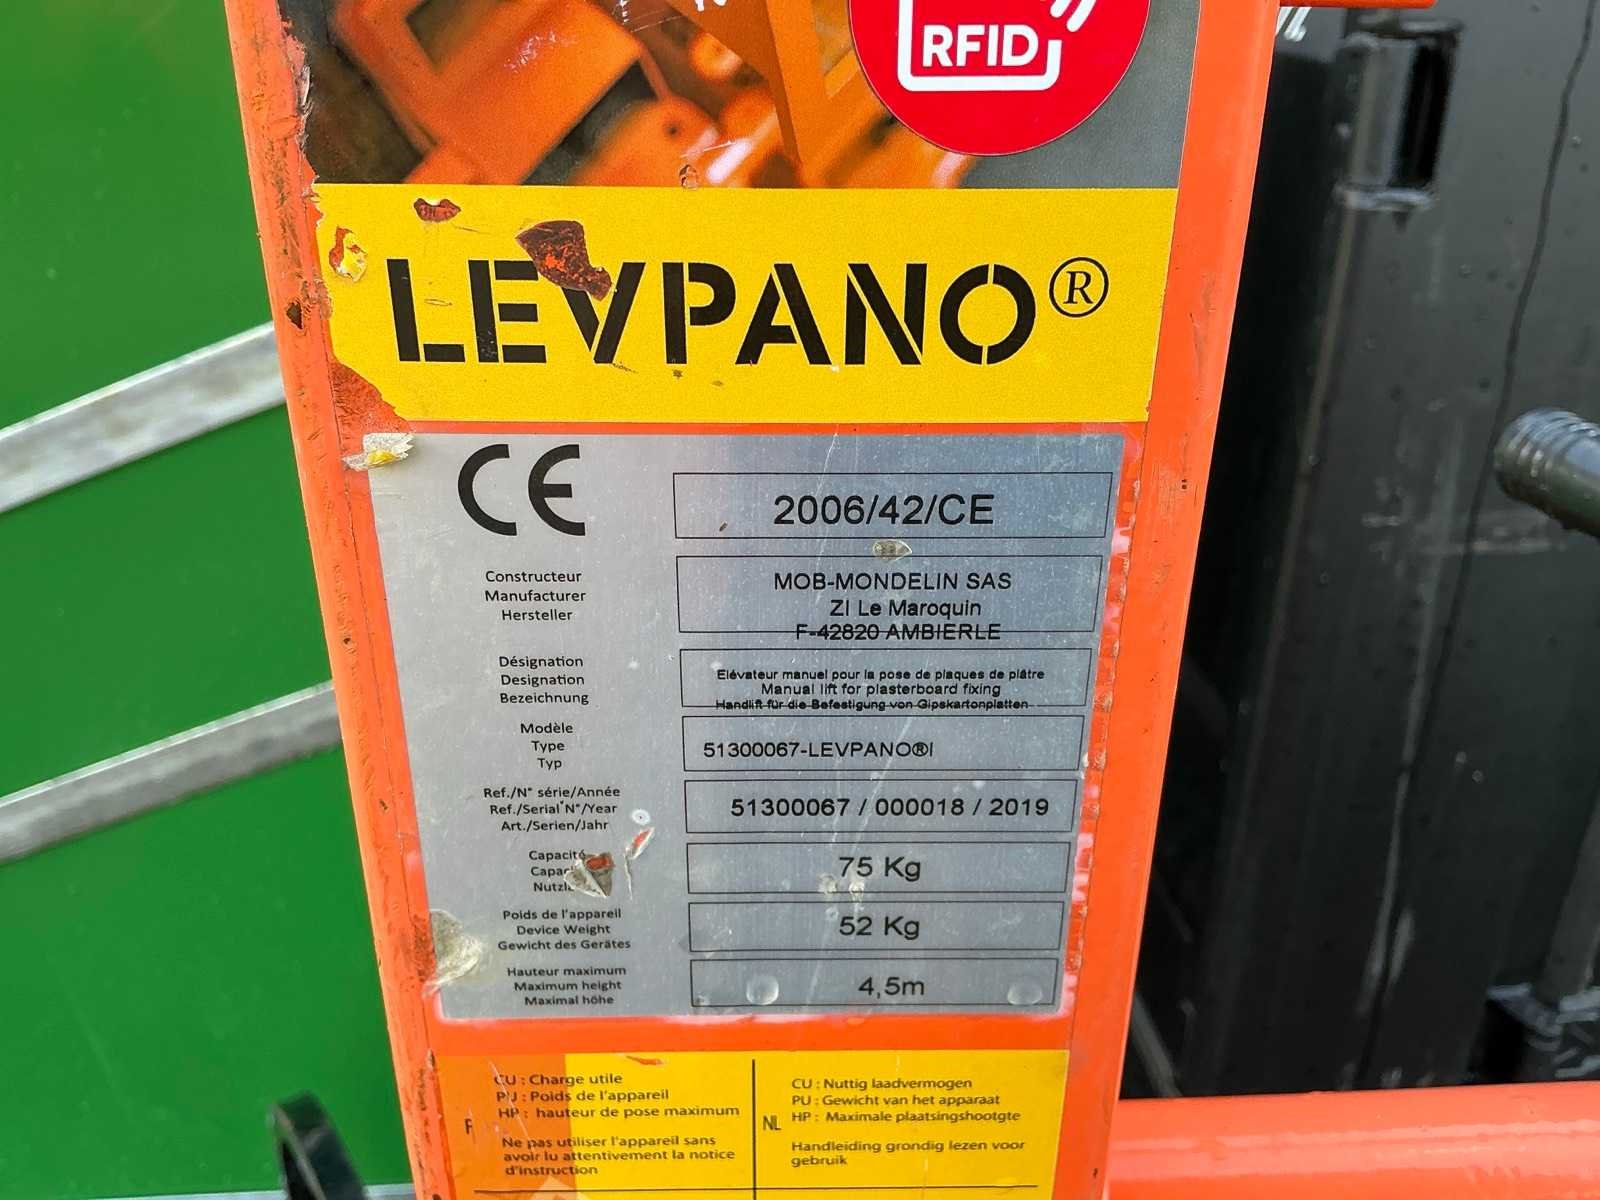 RFID
LEVPANO®
CE
2006/42/CE
Constructeur
Manufacturer
Hersteller
MOB-MONDELIN SAS
ZI Le Maroquin
F-42820 AMBIERLE
Désignation
Designation
Bezeichnung
Elévateur manuel pour la pose de plaques de plâtre
Manual lift for plasterboard fixing
Handlift für die Befestigung von Gipskartonplatten
Modèle
Type
Typ
51300067-LEVPANO®I
Ref./N° série/Année
Ref./Serial N°/Year
Art./Serien/Jahr
51300067 / 000018 / 2019
Capacité
75 Kg
Poids de l'appareil
Device Weight
Gewicht des Gerätes
52 Kg
Hauteur maximum
Maximum height
Maximal höhe
4,5m
CU : Charge utile
PU : Poids de l'appareil
HP : hauteur de pose maximum
F
Ne pas utiliser l'appareil sans
avoir lu attentivement la notice
d'instruction
CU : Nuttig laadvermogen
PU : Gewicht van het apparaat
HP : Maximale plaatsingshootgte
NL
Handleiding grondig lezen voor
gebruik